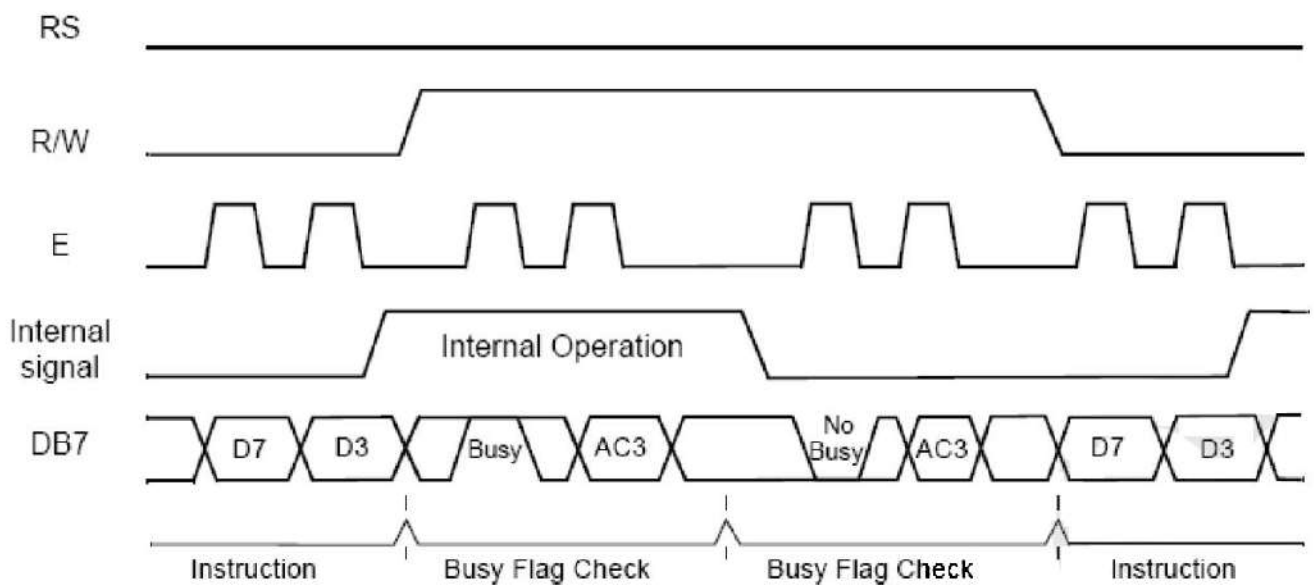 RS
R/W
E
Internal
signal
Internal Operation
DB7
D7
D3
Busy
AC3
No
Busy
AC3
D7
D3
Instruction
Busy Flag Check
Busy Flag Check
Instruction